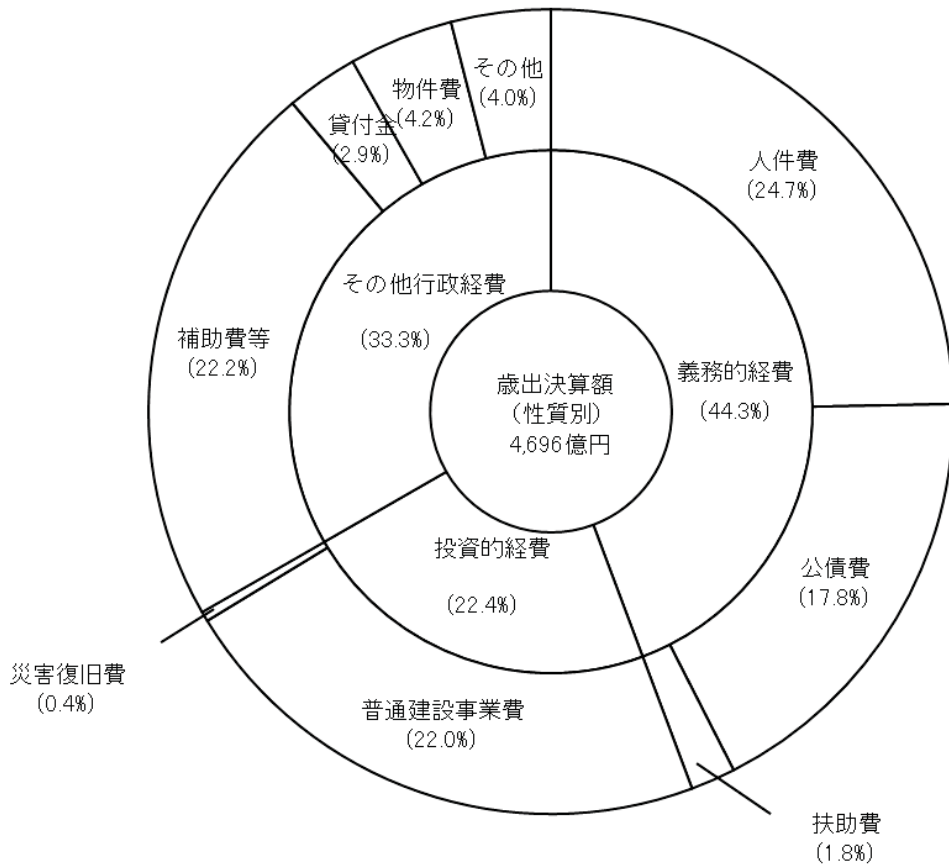 その他
(4.0%)
物件費
(4.2%)
貸付金
(2.9%)
人件費
(24.7%)
その他行政経費
(33.3%)
補助費等
(22.2%)
義務的経費
(44.3%)
歳出決算額
(性質別)
4,696億円
投資的経費
(22.4%)
公債費
(17.8%)
災害復旧費
(0.4%)
普通建設事業費
(22.0%)
扶助費
(1.8%)